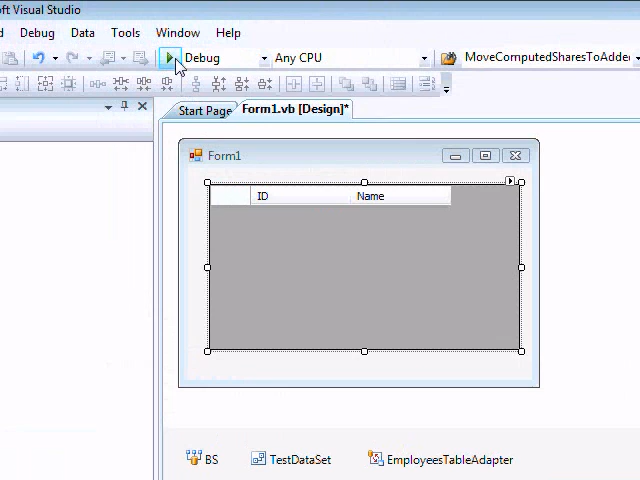 ft Visual Studio
d Debug Data Tools Window Help
Debug Any CPU MoveComputedSharesToAdde
Start Page Form1.vb [Design]*
Form1
ID Name
BS TestDataSet EmployeesTableAdapter